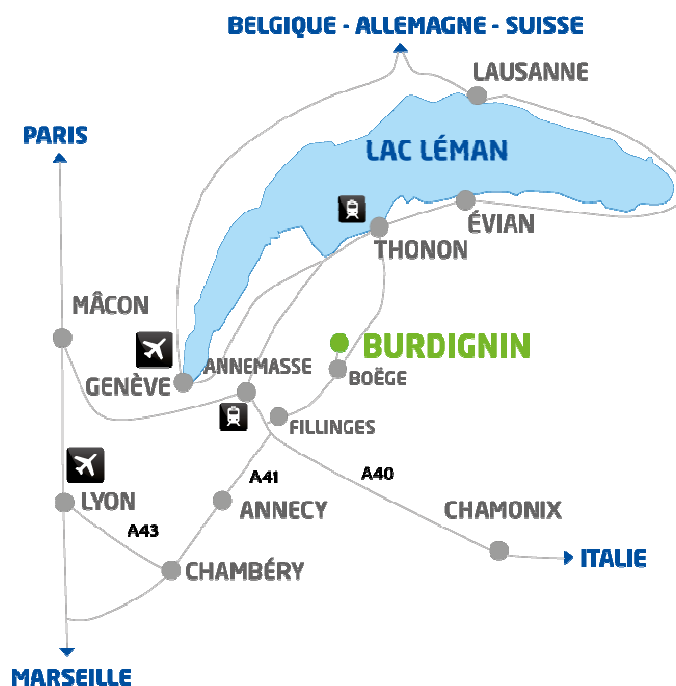 BELGIQUE - ALLEMAGNE - SUISSE
LAUSANNE
PARIS
LAC LÉMAN
ÉVIAN
THONON
MÂCON
BURDIGNIN
ANNEMASSE
BOËGE
GENÈVE
FILLINGES
A41
A40
LYON
ANNECY
CHAMONIX
A43
ITALIE
CHAMBÉRY
MARSEILLE